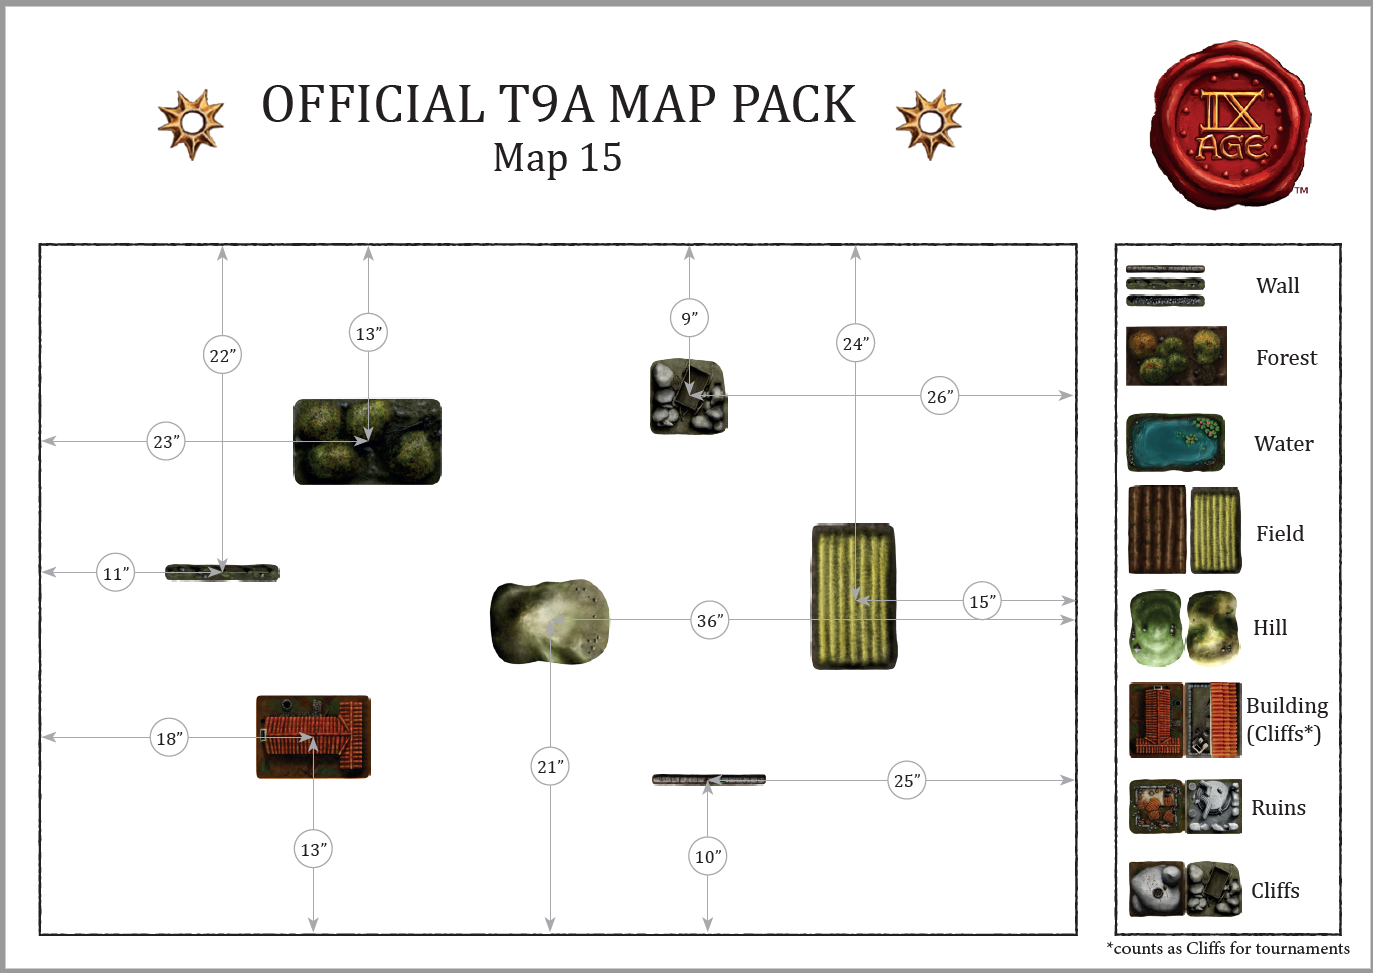 OFFICIAL T9A MAP PACK
Map 15
IX
AGE
TM
22”
13”
9”
24”
26”
23”
11”
15”
36”
18”
21”
25”
13”
10”
Wall
Forest
Water
Field
Hill
Building
(Cliffs*)
Ruins
Cliffs
*counts as Cliffs for tournaments